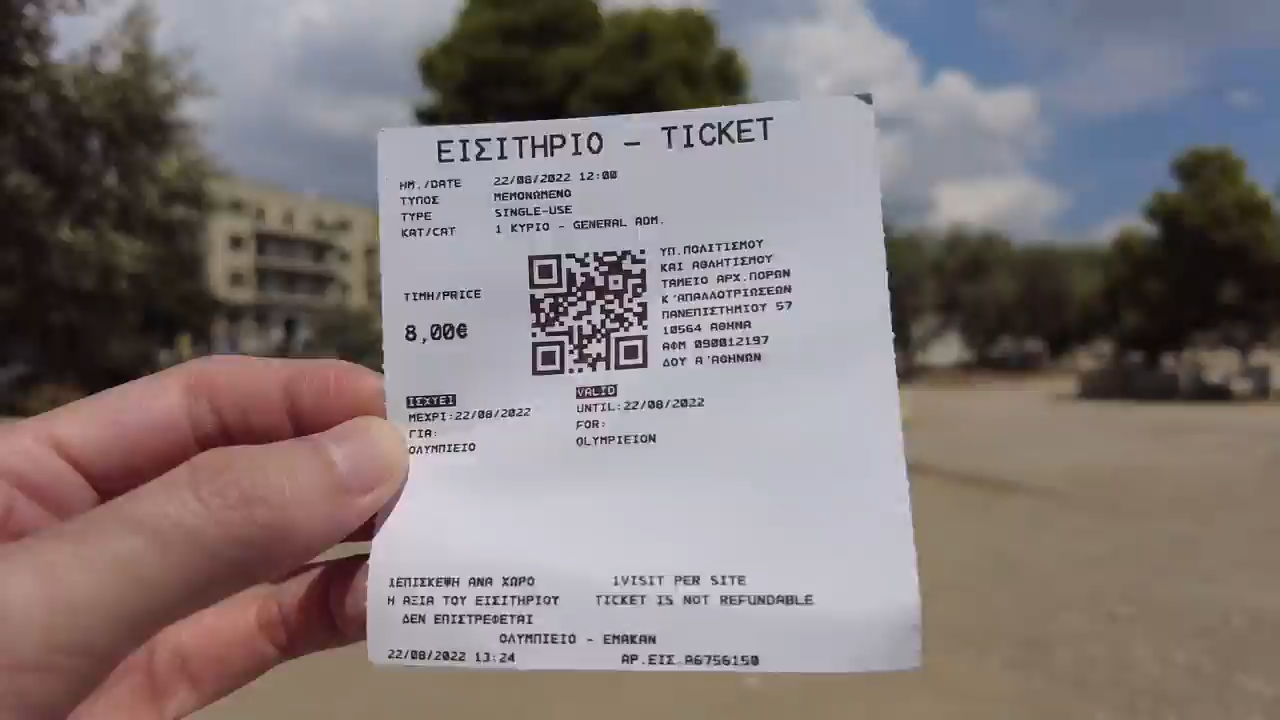 ΕΙΣΙΤΗΡΙΟ – TICKET
ΗΜ./DATE 22/08/2022 12:00
ΤΥΠΟΣ ΜΕΜΟΝΩΜΕΝΟ
TYPE SINGLE-USE
ΚΑΤ/CAT 1 ΚΥΡΙΟ - GENERAL ADM.
ΥΠ.ΠΟΛΙΤΙΣΜΟΥ
ΚΑΙ ΑΘΛΗΤΙΣΜΟΥ
ΤΑΜΕΙΟ ΑΡΧ.ΠΟΡΩΝ
Κ'ΑΠΑΛΛΟΤΡΙΩΣΕΩΝ
ΠΑΝΕΠΙΣΤΗΜΙΟΥ 57
10564 ΑΘΗΝΑ
ΑΦΜ 090012197
ΔΟΥ Α'ΑΘΗΝΩΝ
ΤΙΜΗ/PRICE
8,00€
ΙΣΧΥΕΙ VALID
ΜΕΧΡΙ:22/08/2022 UNTIL:22/08/2022
ΓΙΑ: FOR:
ΟΛΥΜΠΙΕΙΟ OLYMPIEION
1ΕΠΙΣΚΕΨΗ ΑΝΑ ΧΩΡΟ 1VISIT PER SITE
Η ΑΞΙΑ ΤΟΥ ΕΙΣΙΤΗΡΙΟΥ TICKET IS NOT REFUNDABLE
ΔΕΝ ΕΠΙΣΤΡΕΦΕΤΑΙ
ΟΛΥΜΠΙΕΙΟ - ΕΜΑΚΑΝ
22/08/2022 13:24 ΑΡ.ΕΙΣ.A6756150